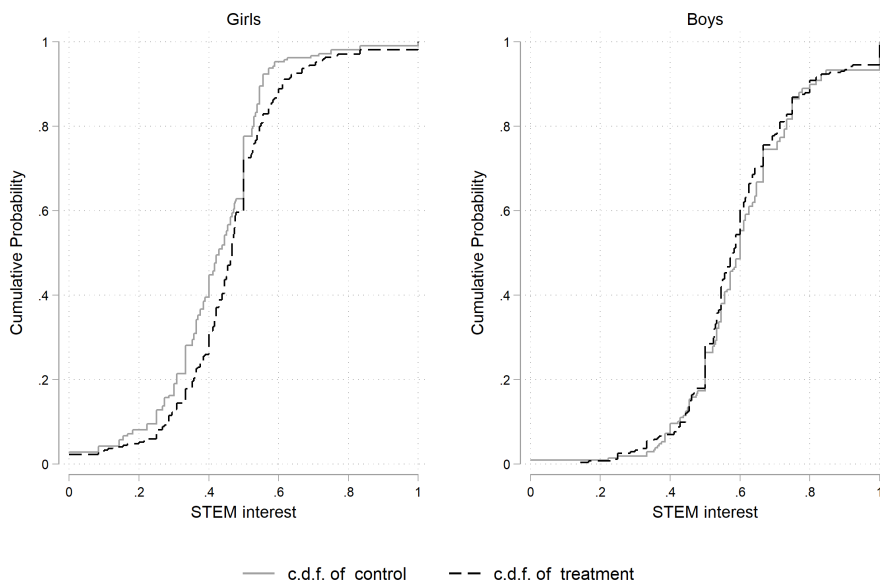 Girls
Boys
Cumulative Probability
1
.8
.6
.4
.2
0
0 .2 .4 .6 .8 1
STEM interest
Cumulative Probability
1
.8
.6
.4
.2
0
0 .2 .4 .6 .8 1
STEM interest
c.d.f. of control
c.d.f. of treatment